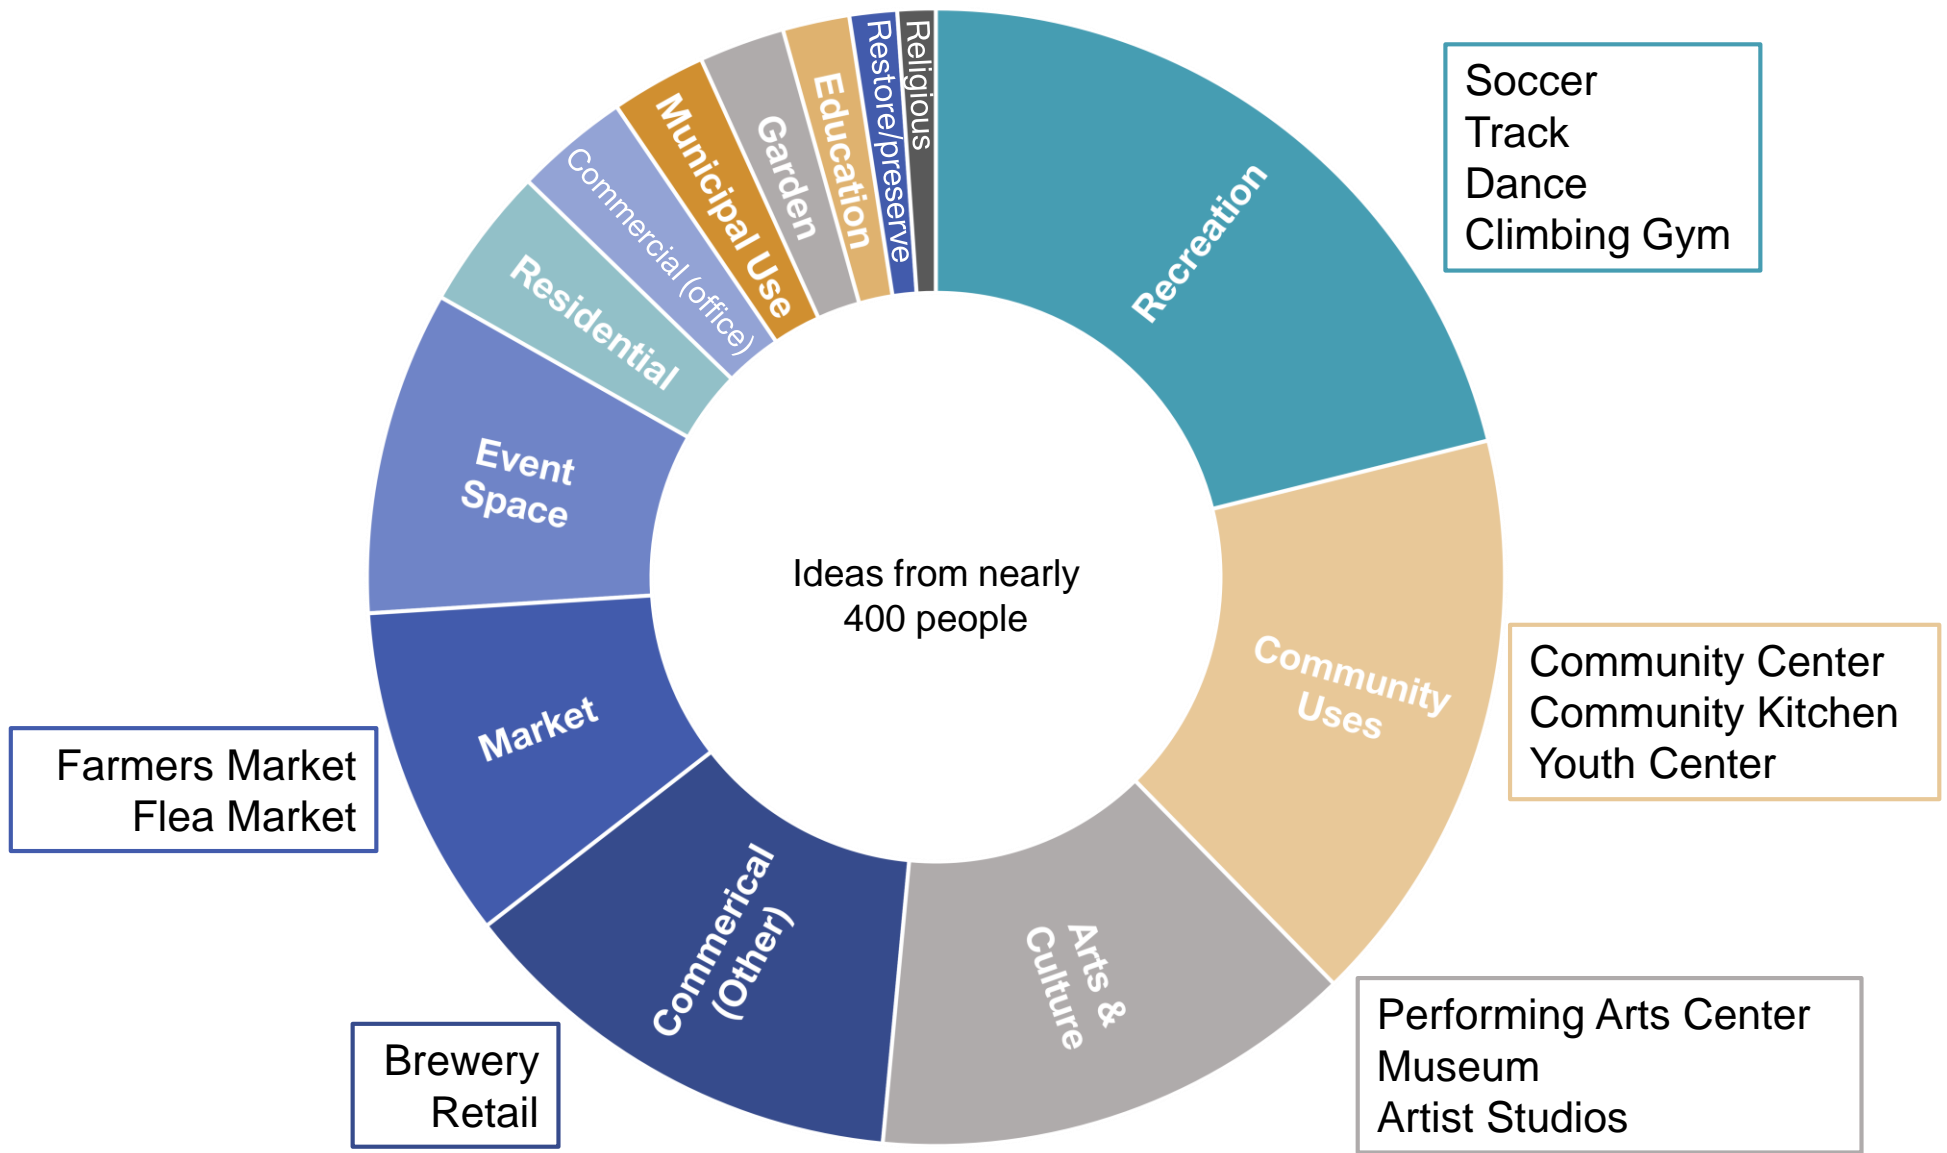 Recreation
Soccer
Track
Dance
Climbing Gym
Community
Uses
Community Center
Community Kitchen
Youth Center
Arts &
Culture
Performing Arts Center
Museum
Artist Studios
Commerical
(Other)
Brewery
Retail
Market
Farmers Market
Flea Market
Event
Space
Residential
Commercial (office)
Municipal Use
Garden
Education
Restore/preserve
Religious
Ideas from nearly
400 people